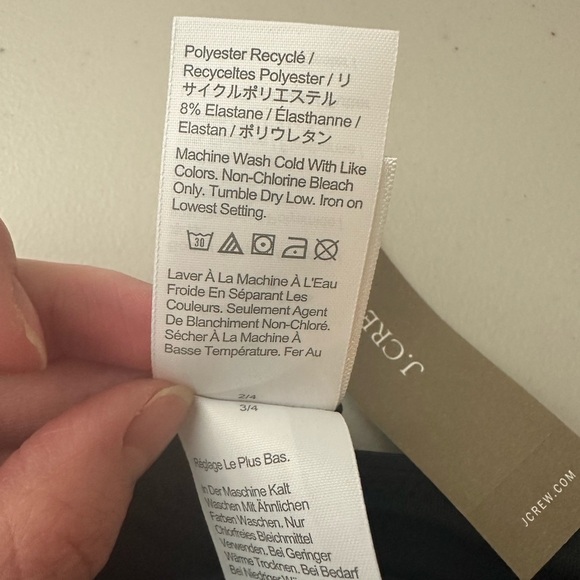 Polyester Recyclé /
Recyceltes Polyester / リ
サイクルポリエステル
8% Elastane / Élasthanne /
Elastan / ポリウレタン
Machine Wash Cold With Like
Colors. Non-Chlorine Bleach
Only. Tumble Dry Low. Iron on
Lowest Setting.
30
Laver À La Machine À L'Eau
Froide En Séparant Les
Couleurs. Seulement Agent
De Blanchiment Non-Chloré.
Sécher À La Machine À
Basse Température. Fer Au
2/4
3/4
Réglage Le Plus Bas.
In Der Maschine Kalt
Waschen Mit Ähnlichen
Farben Waschen. Nur
Chlorfreies Bleichmittel
Verwenden. Bei Geringer
Wärme Trocknen. Bei Bedarf
Bei Niedriger
J.CRE
JCREW.COM